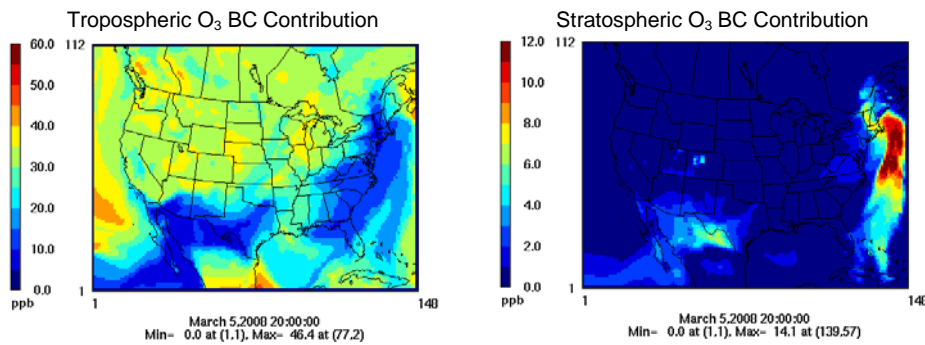 Tropospheric O3 BC Contribution
60.0
50.0
40.0
30.0
20.0
10.0
0.0
ppb
112
1
1
148
March 5,2008 20:00:00
Min= 0.0 at (1,1), Max= 46.4 at (77,2)
Stratospheric O3 BC Contribution
12.0
10.0
8.0
6.0
4.0
2.0
0.0
ppb
112
1
1
148
March 5,2008 20:00:00
Min= 0.0 at (1,1), Max= 14.1 at (139,57)